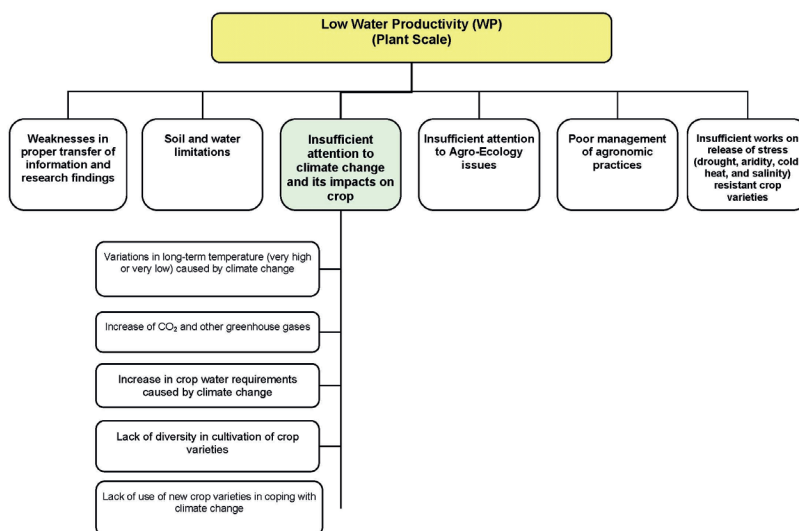 Low Water Productivity (WP)
(Plant Scale)
Weaknesses in
proper transfer of
information and
research findings
Soil and water
limitations
Insufficient
attention to
climate change
and its impacts on
crop
Insufficient attention
to Agro-Ecology
issues
Poor management
of agronomic
practices
Insufficient works on
release of stress
(drought, aridity, cold
heat, and salinity)
resistant crop
varieties
Variations in long-term temperature (very high
or very low) caused by climate change
Increase of CO₂ and other greenhouse gases
Increase in crop water requirements
caused by climate change
Lack of diversity in cultivation of crop
varieties
Lack of use of new crop varieties in coping with
climate change